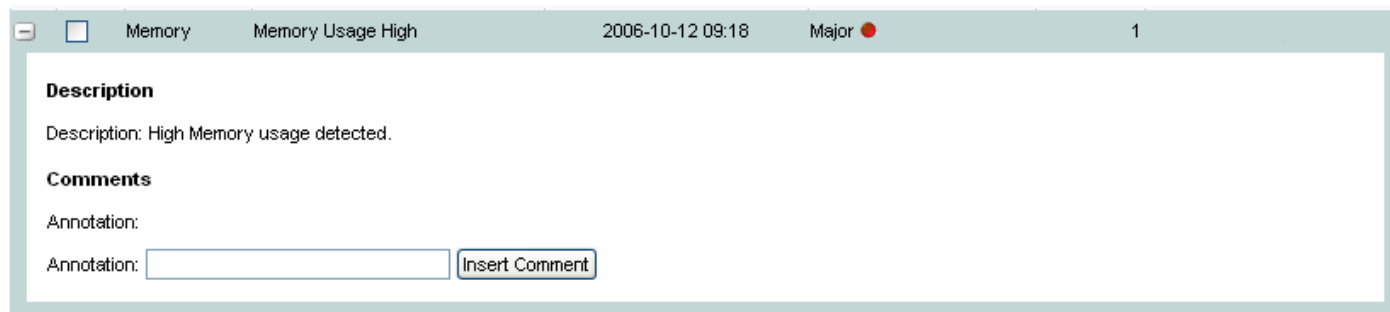 Memory Memory Usage High 2006-10-12 09:18 Major 1
Description
Description: High Memory usage detected.
Comments
Annotation:
Annotation: Insert Comment